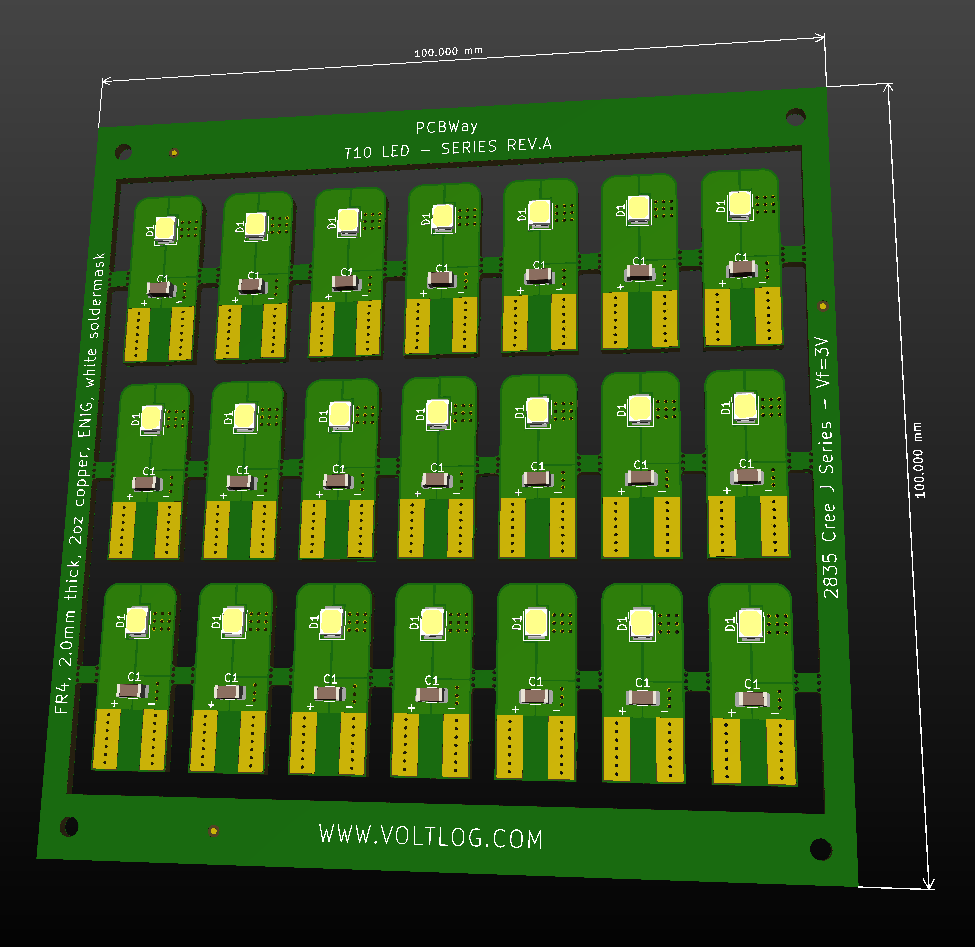 100.000 mm
PCBWay
T10 LED – SERIES REV.A
FR4, 2.0mm thick, 2oz copper, ENIG, white soldermask
2835 Cree J Series – Vf=3V
100.000 mm
D1
D1
D1
D1
D1
D1
D1
C1
C1
C1
C1
C1
C1
C1
+ –
+ –
+ –
+ –
+ –
+ –
+ –
D1
D1
D1
D1
D1
D1
D1
C1
C1
C1
C1
C1
C1
C1
+ –
+ –
+ –
+ –
+ –
+ –
+ –
D1
D1
D1
D1
D1
D1
D1
C1
C1
C1
C1
C1
C1
C1
+ –
+ –
+ –
+ –
+ –
+ –
+ –
WWW.VOLTLOG.COM